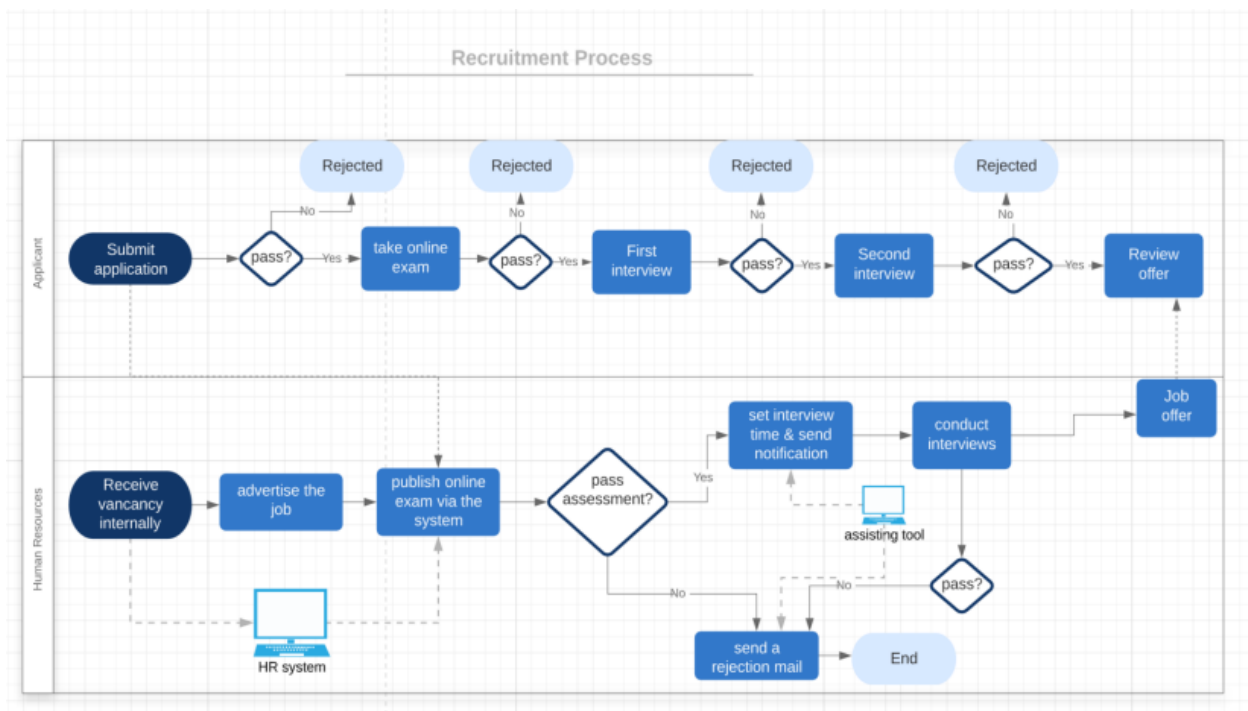 Recruitment Process
Applicant
Rejected
Rejected
Rejected
Rejected
No
No
No
No
Submit
application
pass?
Yes
take online
exam
pass?
Yes
First
interview
pass?
Yes
Second
interview
pass?
Yes
Review
offer
Human Resources
Job
offer
set interview
time & send
notification
conduct
interviews
Receive
vancancy
internally
advertise the
job
publish online
exam via the
system
pass
assessment?
Yes
assisting tool
No
No
pass?
HR system
send a
rejection mail
End